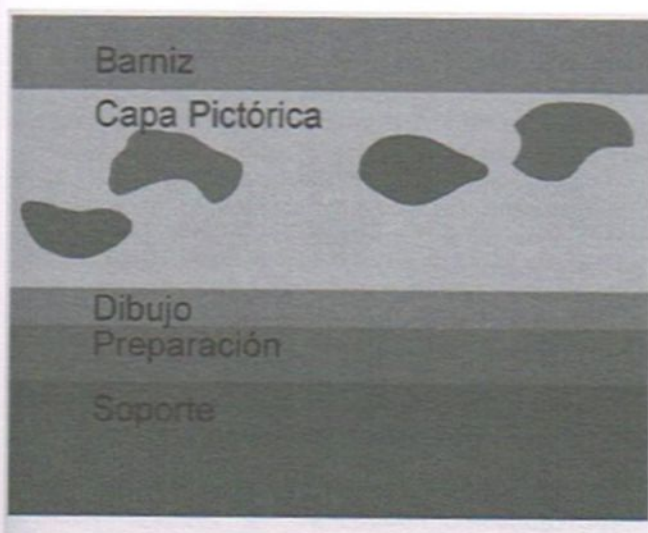 Barniz
Capa Pictórica
Dibujo
Preparación
Soporte